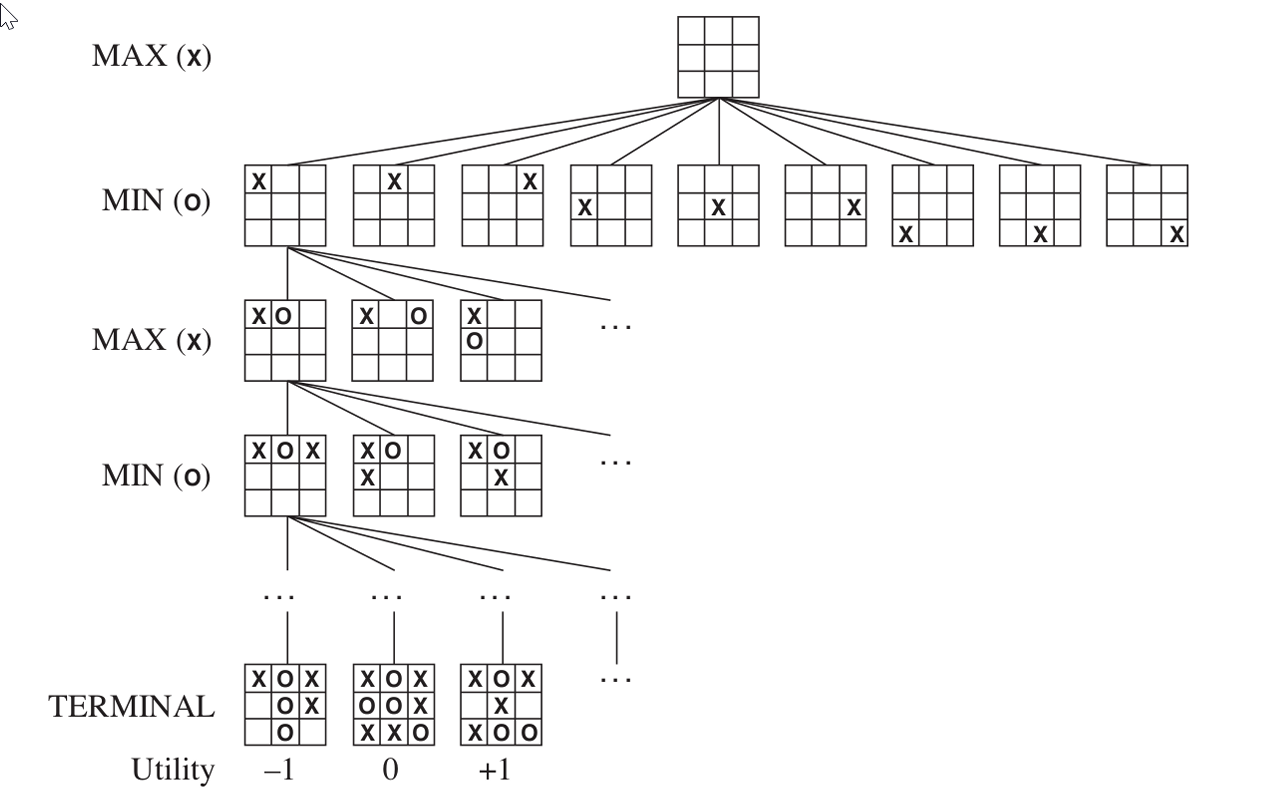 MAX (X)
MIN (O)
X X X X X X X X X
MAX (X)
X O X O X
O
...
MIN (O)
X O X X O X O
X X
...
... ... ... ...
TERMINAL
X O X X O X X O X
O X O O X X
O X X O X O O
...
Utility –1 0 +1